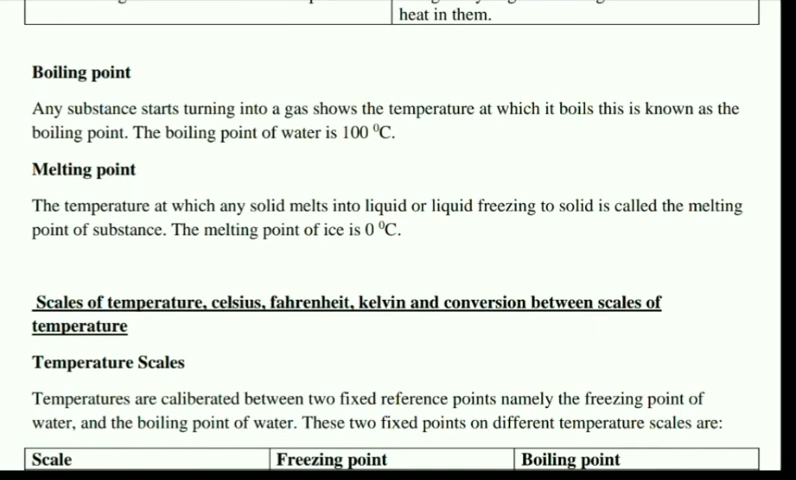 heat in them.
Boiling point
Any substance starts turning into a gas shows the temperature at which it boils this is known as the
boiling point. The boiling point of water is 100 ⁰C.
Melting point
The temperature at which any solid melts into liquid or liquid freezing to solid is called the melting
point of substance. The melting point of ice is 0 ⁰C.
Scales of temperature, celsius, fahrenheit, kelvin and conversion between scales of
temperature
Temperature Scales
Temperatures are caliberated between two fixed reference points namely the freezing point of
water, and the boiling point of water. These two fixed points on different temperature scales are:
Scale Freezing point Boiling point